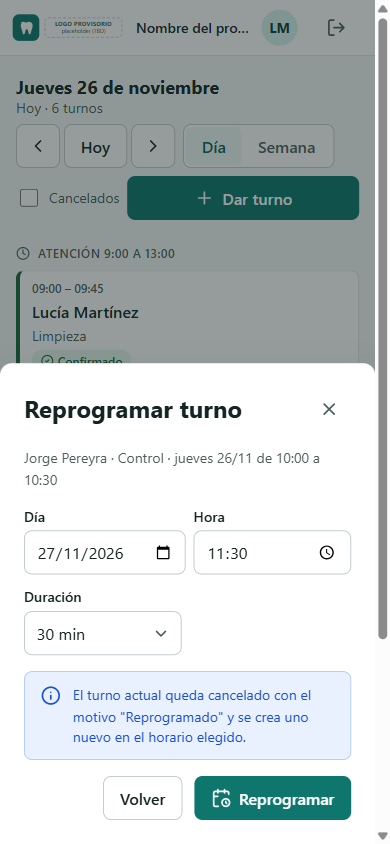 LOGO PROVISORIO
placeholder (TBD)
Nombre del pro...
LM
Jueves 26 de noviembre
Hoy · 6 turnos
Hoy
Día
Semana
Cancelados
Dar turno
ATENCIÓN 9:00 A 13:00
09:00 – 09:45
Lucía Martínez
Limpieza
Confirmado
Reprogramar turno
Jorge Pereyra · Control · jueves 26/11 de 10:00 a
10:30
Día
Hora
27/11/2026
11:30
Duración
30 min
El turno actual queda cancelado con el
motivo "Reprogramado" y se crea uno
nuevo en el horario elegido.
Volver
Reprogramar